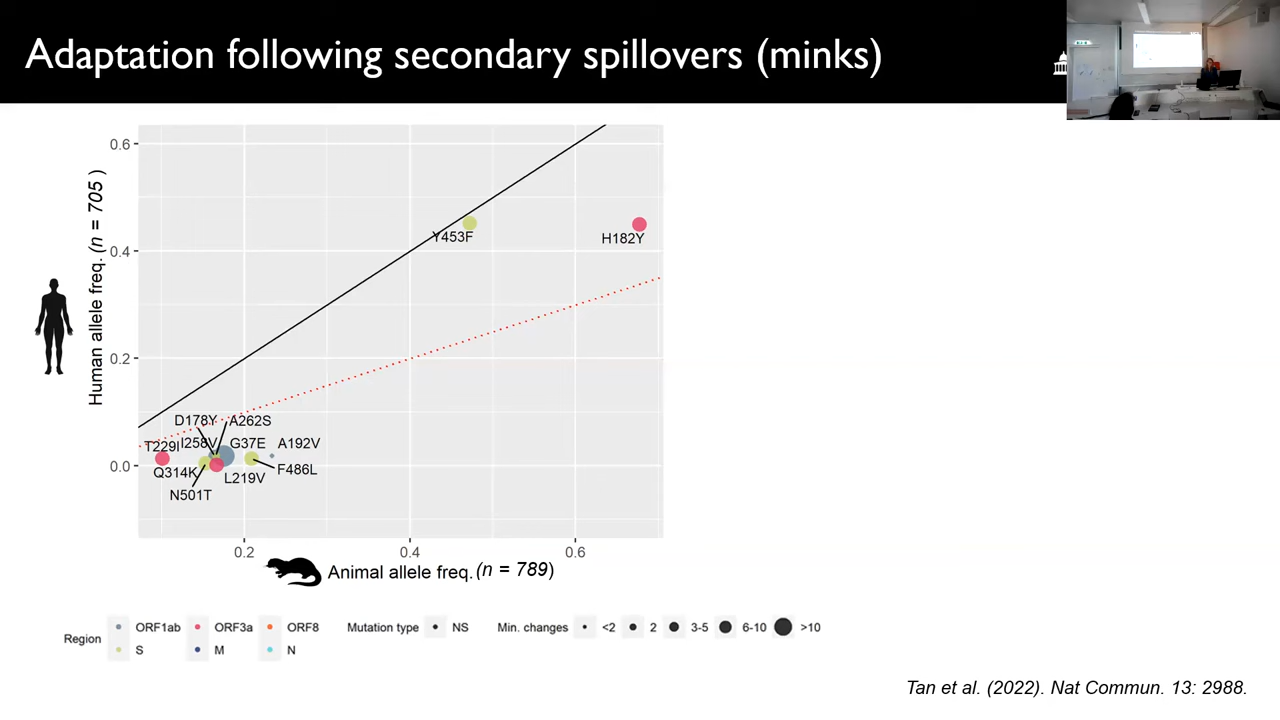 Adaptation following secondary spillovers (minks)
Human allele freq. (n = 705 )
0.6
0.4
0.2
0.0
Y453F
H182Y
D178Y
A262S
T229I
I258V
G37E
A192V
Q314K
L219V
F486L
N501T
0.2
0.4
0.6
Animal allele freq. (n = 789)
Region
ORF1ab
ORF3a
ORF8
S
M
N
Mutation type
NS
Min. changes
<2
2
3-5
6-10
>10
Tan et al. (2022). Nat Commun. 13: 2988.